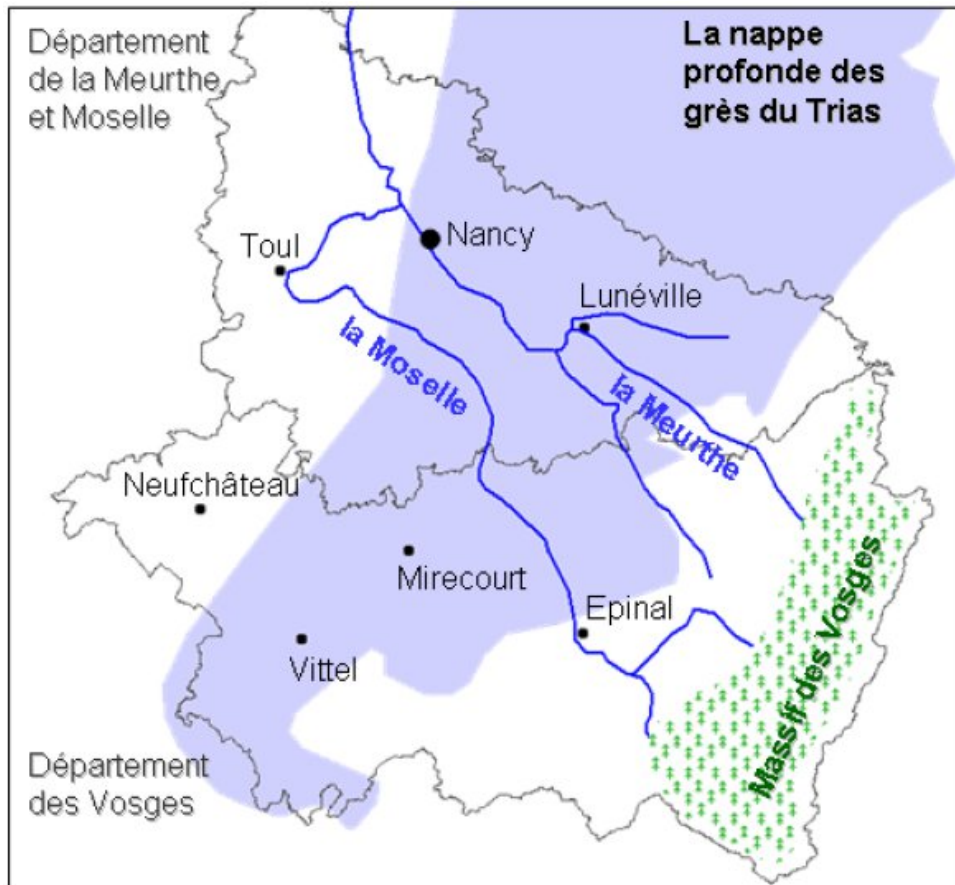 Département
de la Meurthe
et Moselle
La nappe
profonde des
grès du Trias
Nancy
Toul
Lunéville
la Moselle
la Meurthe
Neufchâteau
Mirecourt
Epinal
Vittel
Massif des Vosges
Département
des Vosges